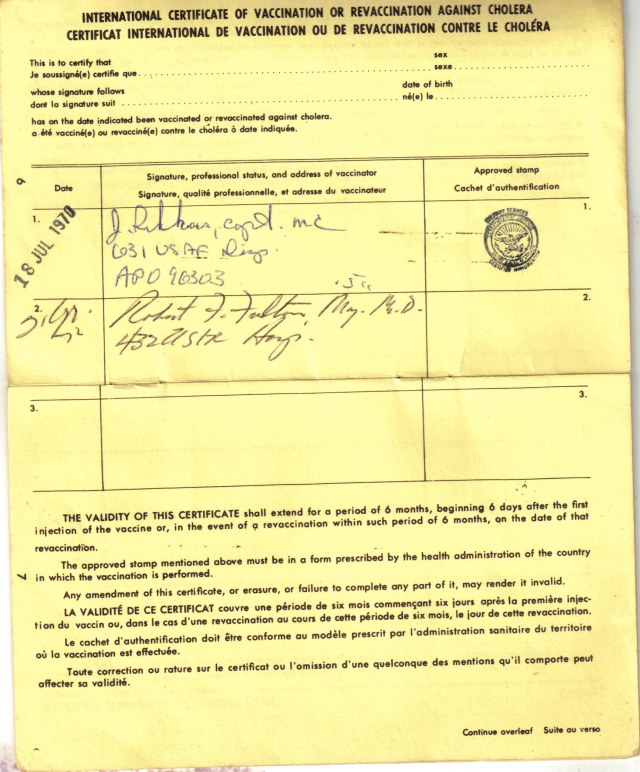 INTERNATIONAL CERTIFICATE OF VACCINATION OR REVACCINATION AGAINST CHOLERA
CERTIFICAT INTERNATIONAL DE VACCINATION OU DE REVACCINATION CONTRE LE CHOLÉRA
This is to certify that sex
Je soussigné(e) certifie que sexe
whose signature follows date of birth
dont la signature suit né(e) le
has on the date indicated been vaccinated or revaccinated against cholera.
a été vacciné(e) ou revacciné(e) contre le choléra à date indiquée.
6
Date
Signature, professional status, and address of vaccinator
Signature, qualité professionnelle, et adresse du vaccinateur
Approved stamp
Cachet d'authentification
1.
18 JUL 1970
J. capt. MC
6031 USAF
APO 96303
1.
2.
Robert F. Fulton Maj. M.D.
2.
3.
3.
THE VALIDITY OF THIS CERTIFICATE shall extend for a period of 6 months, beginning 6 days after the first
injection of the vaccine or, in the event of a revaccination within such period of 6 months, on the date of that
revaccination.
The approved stamp mentioned above must be in a form prescribed by the health administration of the country
in which the vaccination is performed.
7
Any amendment of this certificate, or erasure, or failure to complete any part of it, may render it invalid.
LA VALIDITÉ DE CE CERTIFICAT couvre une période de six mois commençant six jours après la première injec-
tion du vaccin ou, dans le cas d'une revaccination au cours de cette période de six mois, le jour de cette revaccination.
Le cachet d'authentification doit être conforme au modèle prescrit par l'administration sanitaire du territoire
où la vaccination est effectuée.
Toute correction ou rature sur le certificat ou l'omission d'une quelconque des mentions qu'il comporte peut
affecter sa validité.
Continue overleaf Suite au verso